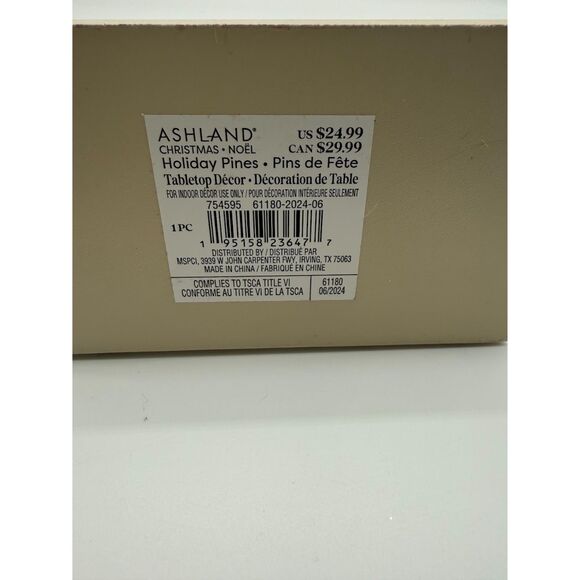 ASHLAND® US $24.99
CHRISTMAS • NOËL CAN $29.99
Holiday Pines • Pins de Fête
Tabletop Décor • Décoration de Table
FOR INDOOR DÉCOR USE ONLY / POUR DÉCORATION INTÉRIEURE SEULEMENT
754595 61180-2024-06
1 PC
1 95158 23647 7
DISTRIBUTED BY / DISTRIBUÉ PAR
MSPCI, 3939 W JOHN CARPENTER FWY, IRVING, TX 75063
MADE IN CHINA / FABRIQUÉ EN CHINE
COMPLIES TO TSCA TITLE VI 61180
CONFORME AU TITRE VI DE LA TSCA 06/2024